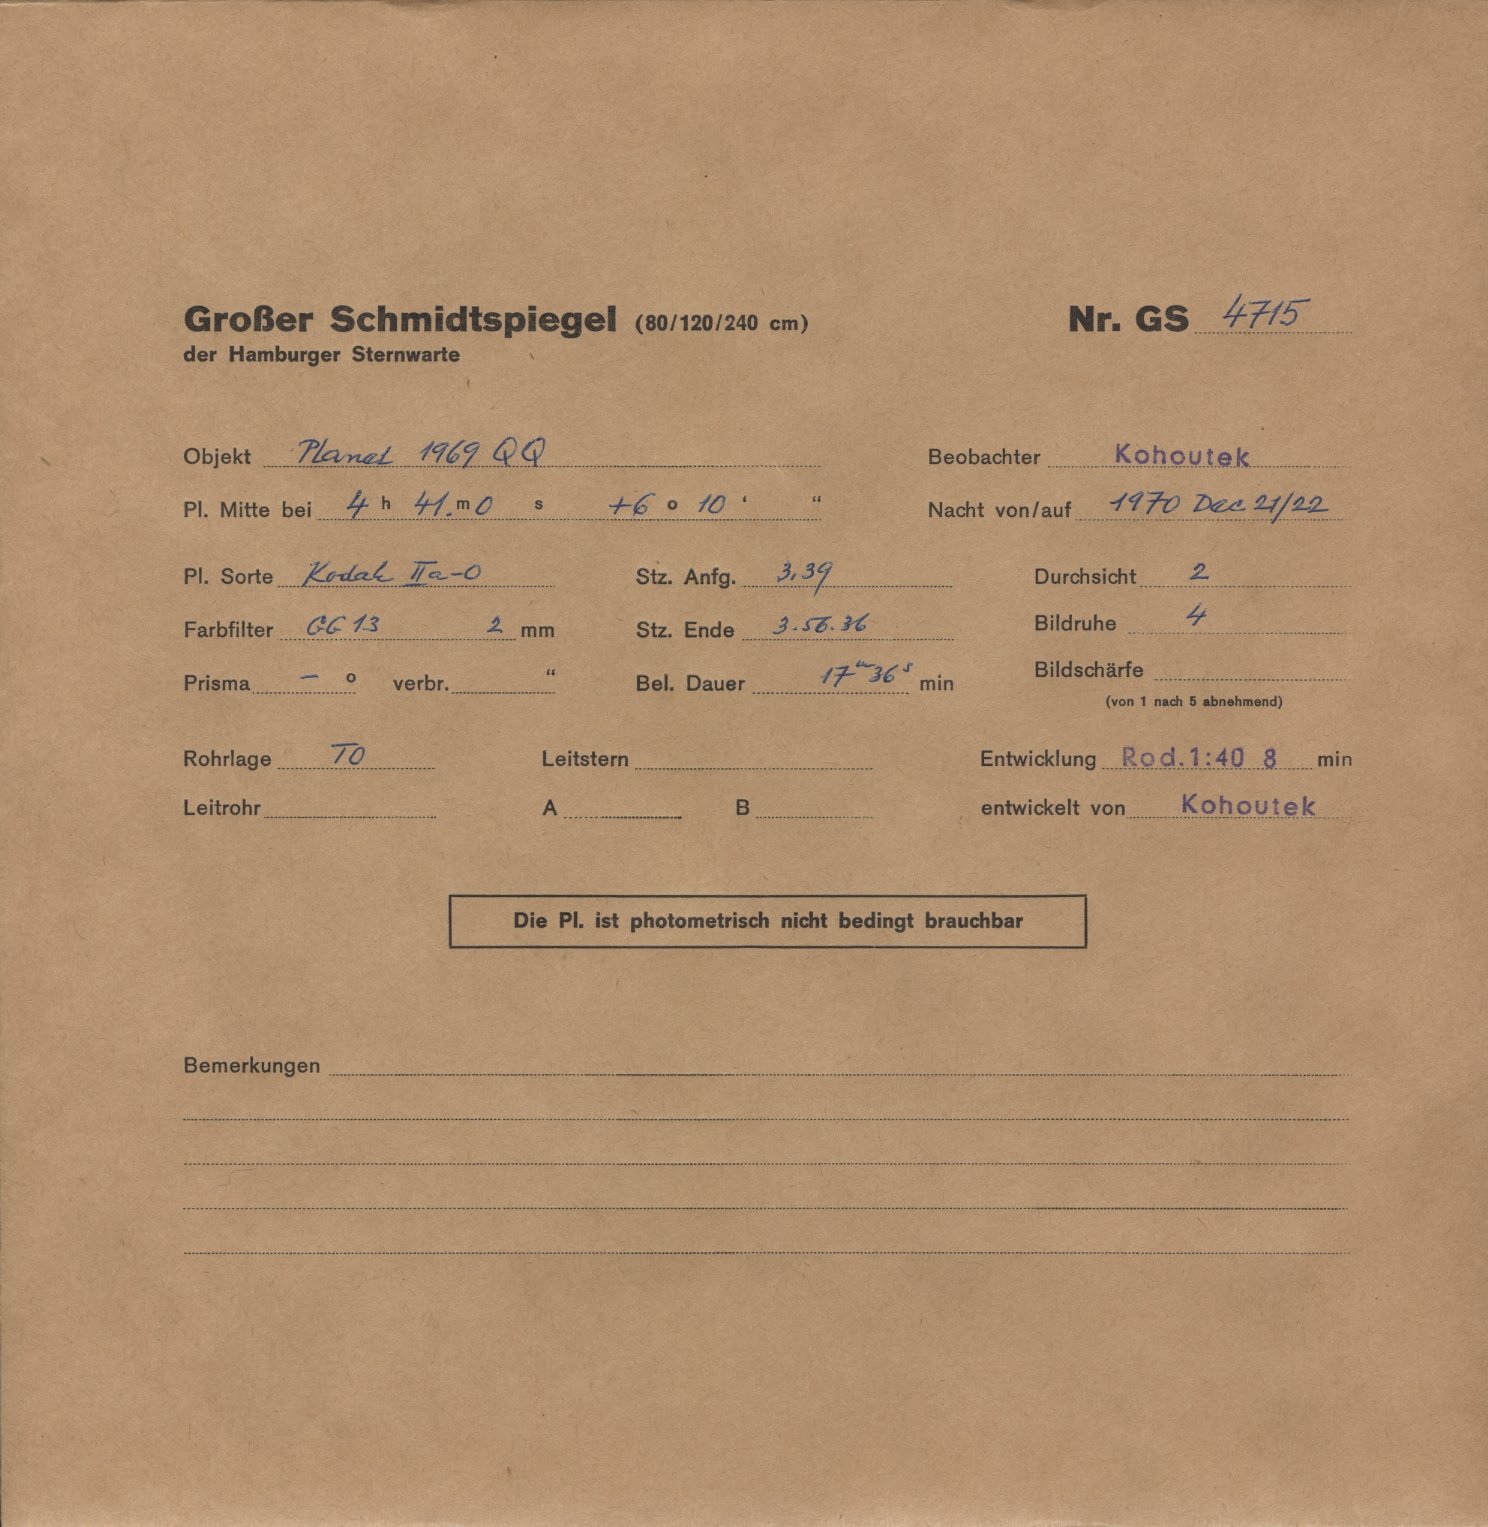 Großer Schmidtspiegel (80/120/240 cm) Nr. GS 4715
der Hamburger Sternwarte
Objekt Planet 1969 QQ Beobachter Kohoutek
Pl. Mitte bei 4 h 41. m 0 s +6 o 10 ' “ Nacht von/auf 1970 Dec 21/22
Pl. Sorte Kodak IIa-O Stz. Anfg. 3.39 Durchsicht 2
Farbfilter GG 13 2 mm Stz. Ende 3.56.36 Bildruhe 4
Prisma – o verbr. “ Bel. Dauer 17m 36s min Bildschärfe
(von 1 nach 5 abnehmend)
Rohrlage TO Leitstern Entwicklung Rod.1:40 8 min
Leitrohr A B entwickelt von Kohoutek
Die Pl. ist photometrisch nicht bedingt brauchbar
Bemerkungen